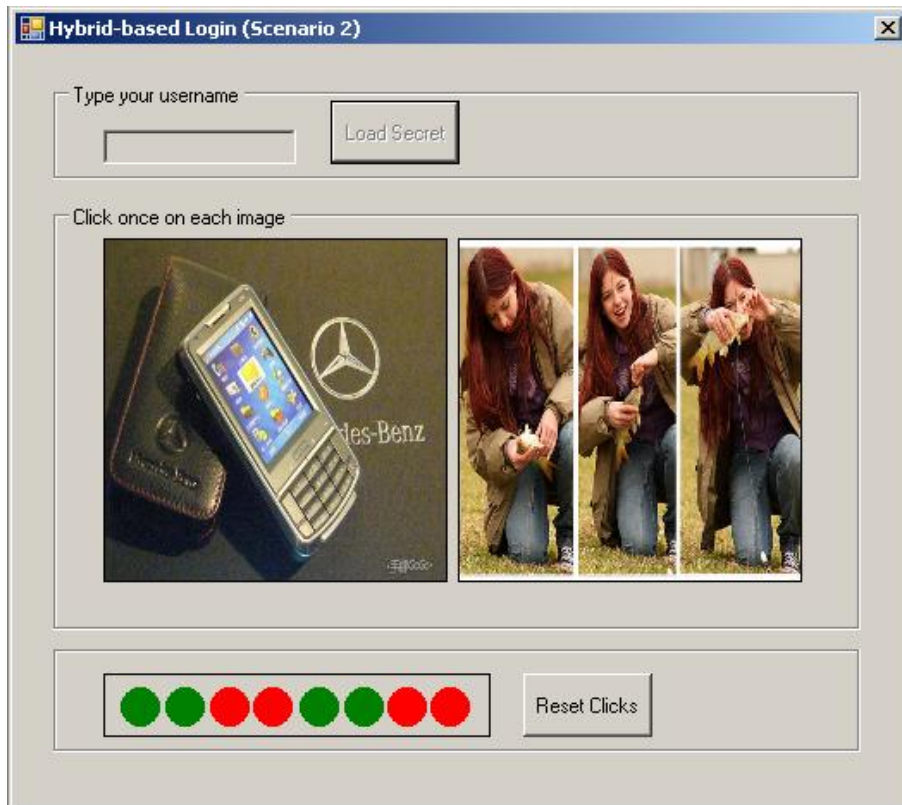 Hybrid-based Login (Scenario 2)
Type your username
Load Secret
Click once on each image
des-Benz
Reset Clicks